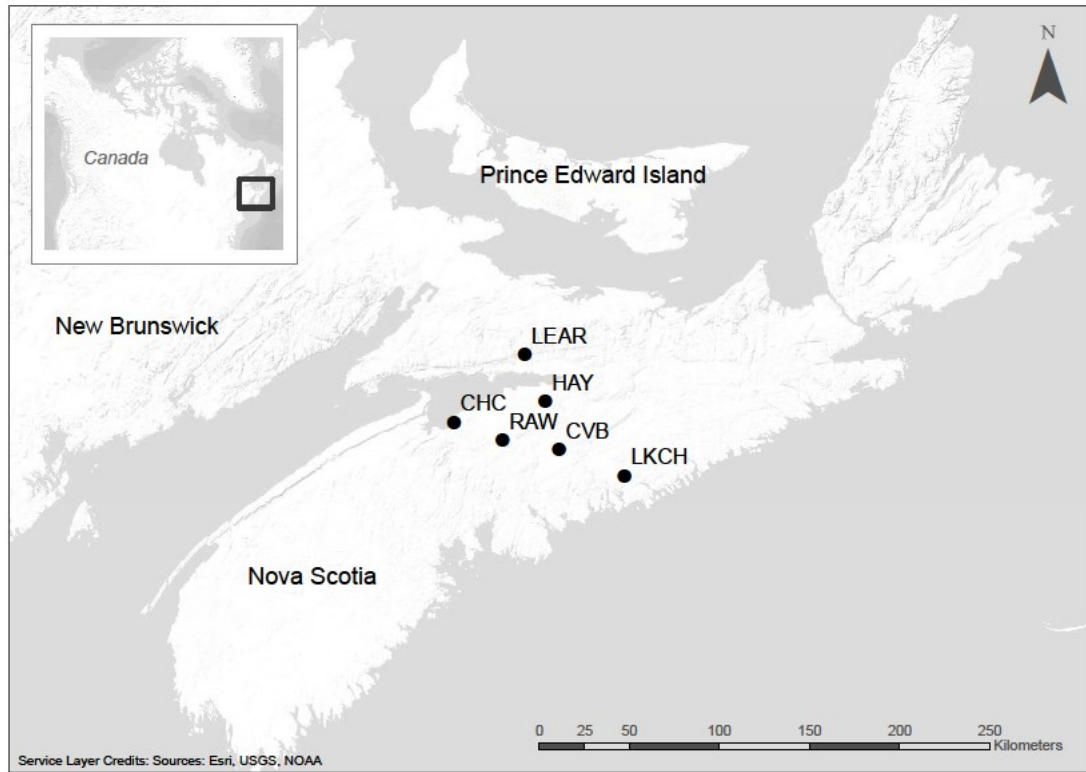 Canada
N
Prince Edward Island
New Brunswick
LEAR
HAY
CHC
RAW
CVB
LKCH
Nova Scotia
0 25 50 100 150 200 250
Kilometers
Service Layer Credits: Sources: Esri, USGS, NOAA